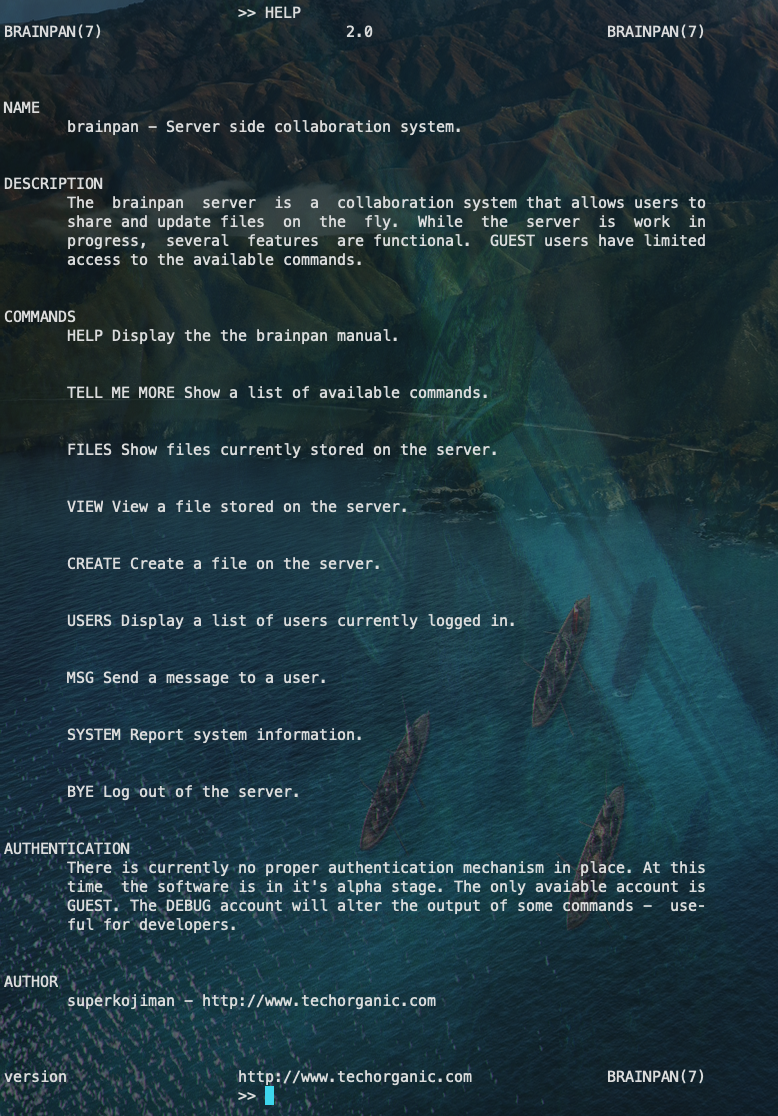 >> HELP
BRAINPAN(7) 2.0 BRAINPAN(7)
NAME
brainpan – Server side collaboration system.
DESCRIPTION
The brainpan server is a collaboration system that allows users to
share and update files on the fly. While the server is work in
progress, several features are functional. GUEST users have limited
access to the available commands.
COMMANDS
HELP Display the the brainpan manual.
TELL ME MORE Show a list of available commands.
FILES Show files currently stored on the server.
VIEW View a file stored on the server.
CREATE Create a file on the server.
USERS Display a list of users currently logged in.
MSG Send a message to a user.
SYSTEM Report system information.
BYE Log out of the server.
AUTHENTICATION
There is currently no proper authentication mechanism in place. At this
time the software is in it's alpha stage. The only avaiable account is
GUEST. The DEBUG account will alter the output of some commands – use-
ful for developers.
AUTHOR
superkojiman – http://www.techorganic.com
version http://www.techorganic.com BRAINPAN(7)
>>